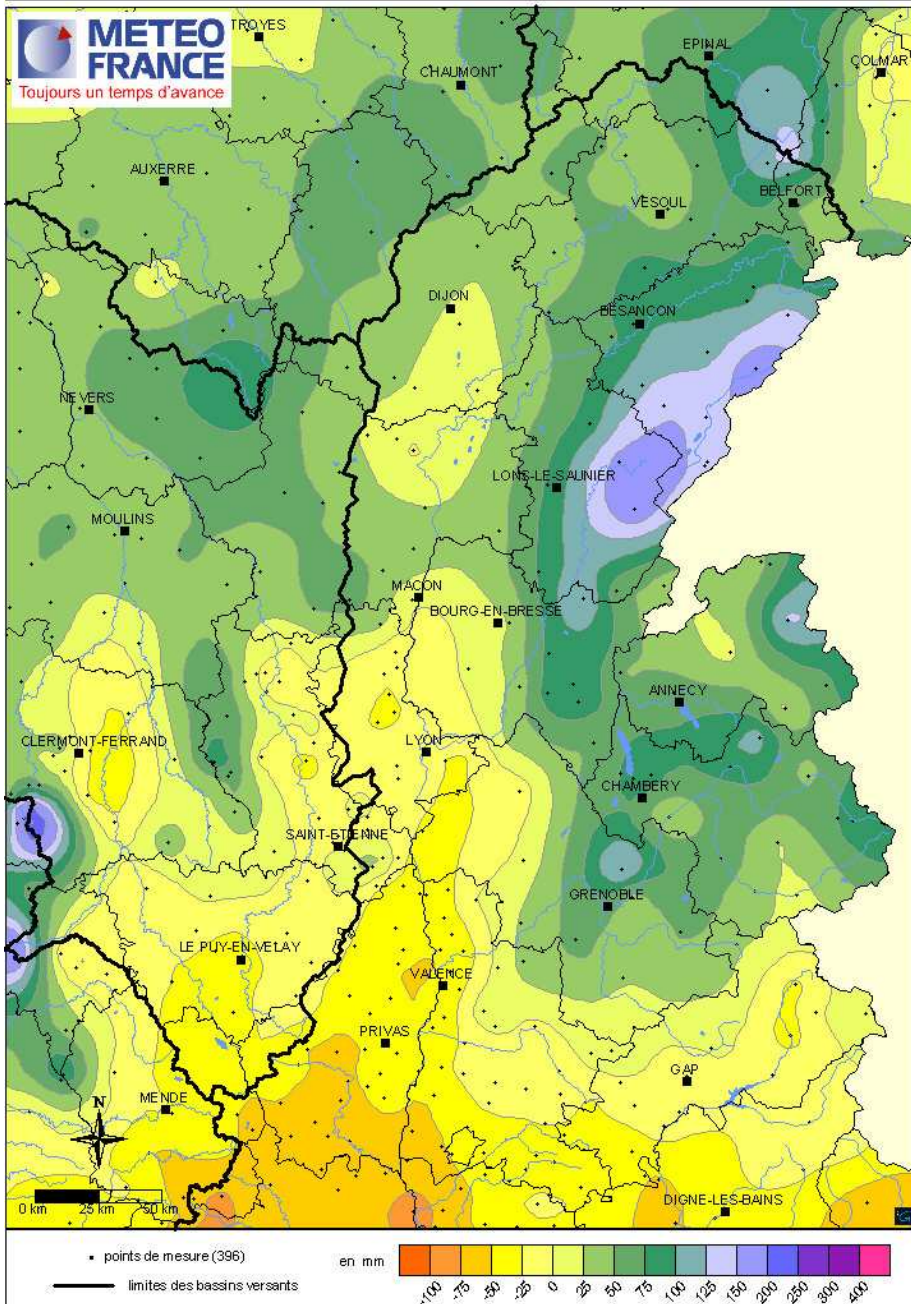 METEO
FRANCE
Toujours un temps d'avance
TROYES
EPINAL
CHAUMONT
COLMAR
AUXERRE
BELFORT
VESOUL
DIJON
BESANCON
NEVERS
LONS-LE-SAUNIER
MOULINS
MACON
BOURG-EN-BRESSE
ANNECY
CLERMONT-FERRAND
LYON
CHAMBERY
SAINT-ETIENNE
GRENOBLE
LE PUY-EN-VELAY
VALENCE
PRIVAS
GAP
MENDE
N
0 km 25 km 50 km
DIGNE-LES-BAINS
points de mesure (396)
limites des bassins versants
en mm
-100 -75 -50 -25 0 25 50 75 100 125 150 200 250 300 400